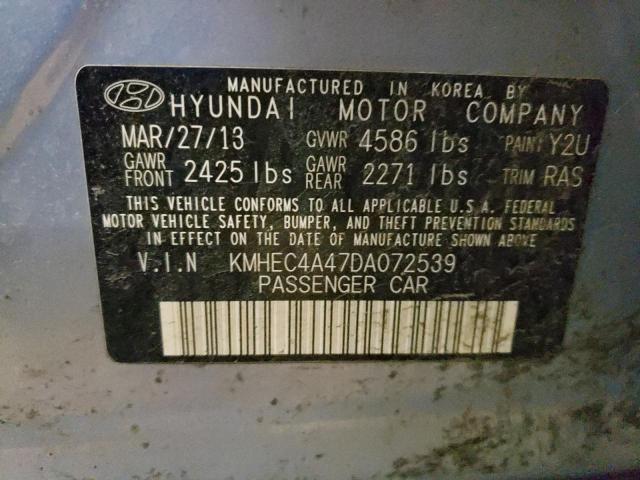 MANUFACTURED IN KOREA BY
HYUNDAI MOTOR COMPANY
MAR/27/13 GVWR 4586 lbs PAINT Y2U
GAWR FRONT 2425 lbs GAWR REAR 2271 lbs TRIM RAS
THIS VEHICLE CONFORMS TO ALL APPLICABLE U.S A. FEDERAL
MOTOR VEHICLE SAFETY, BUMPER, AND THEFT PREVENTION STANDARDS
IN EFFECT ON THE DATE OF MANUFACTURE SHOWN ABOVE
V.I.N KMHEC4A47DA072539
PASSENGER CAR